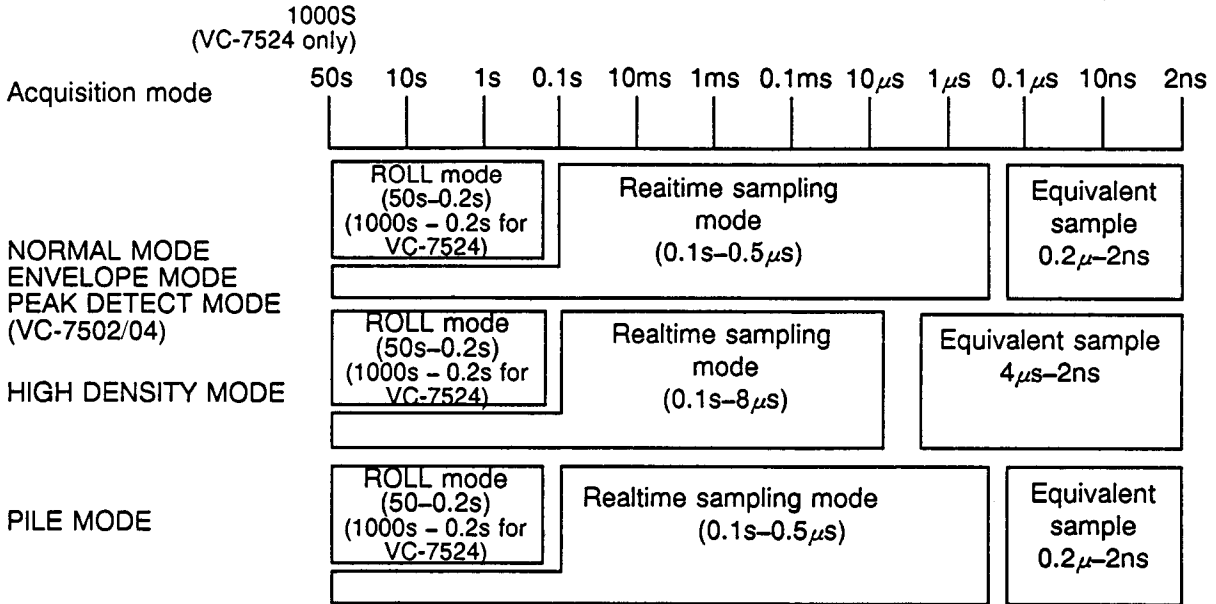 1000S
(VC-7524 only)
Acquisition mode
50s 10s 1s 0.1s 10ms 1ms 0.1ms 10μs 1μs 0.1μs 10ns 2ns
NORMAL MODE
ENVELOPE MODE
PEAK DETECT MODE
(VC-7502/04)
ROLL mode
(50s–0.2s)
(1000s – 0.2s for
VC-7524)
Reaitime sampling
mode
(0.1s–0.5μs)
Equivalent
sample
0.2μ–2ns
HIGH DENSITY MODE
ROLL mode
(50s–0.2s)
(1000s – 0.2s for
VC-7524)
Realtime sampling
mode
(0.1s–8μs)
Equivalent sample
4μs–2ns
PILE MODE
ROLL mode
(50–0.2s)
(1000s – 0.2s for
VC-7524)
Realtime sampling mode
(0.1s–0.5μs)
Equivalent
sample
0.2μ–2ns